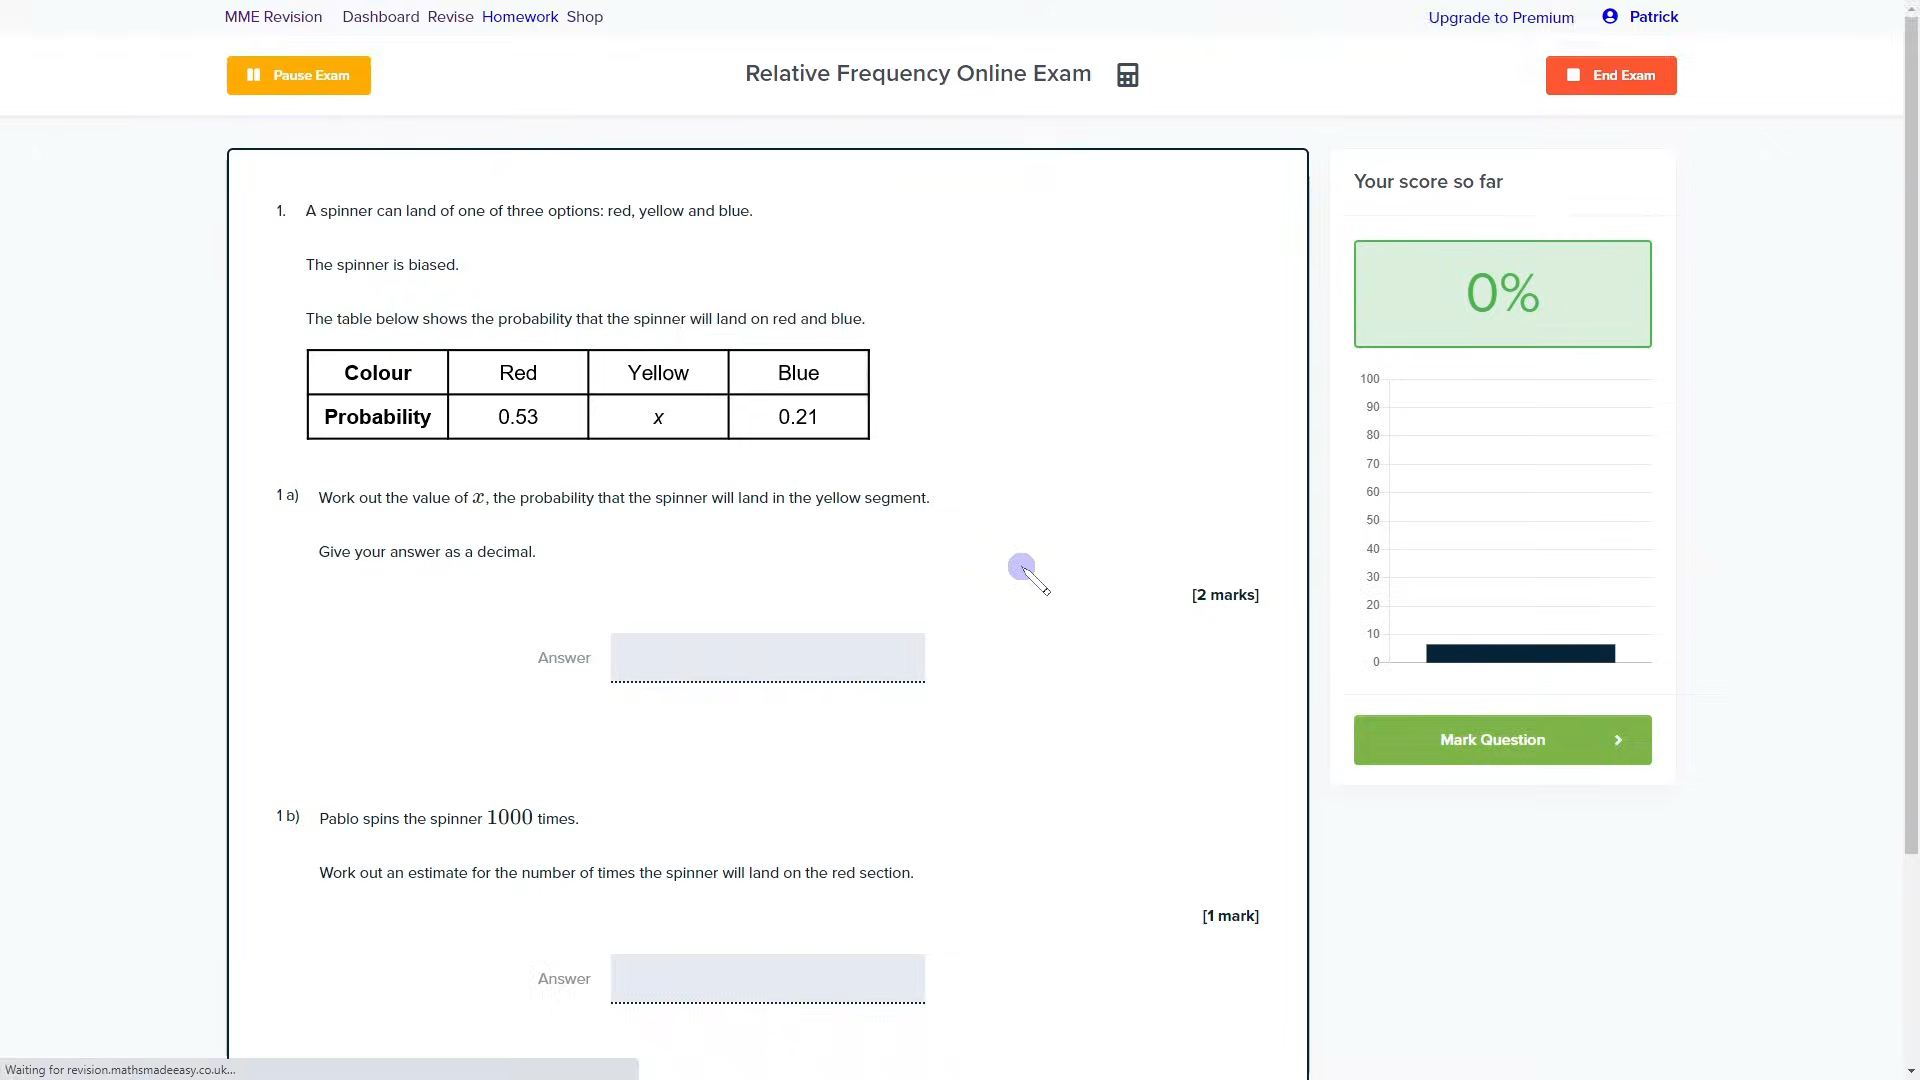 MME Revision Dashboard Revise Homework Shop Upgrade to Premium Patrick
Pause Exam Relative Frequency Online Exam End Exam
1. A spinner can land of one of three options: red, yellow and blue.
The spinner is biased.
The table below shows the probability that the spinner will land on red and blue.
Colour Red Yellow Blue
Probability 0.53 x 0.21
1 a) Work out the value of x, the probability that the spinner will land in the yellow segment.
Give your answer as a decimal.
[2 marks]
Answer
1 b) Pablo spins the spinner 1000 times.
Work out an estimate for the number of times the spinner will land on the red section.
[1 mark]
Answer
Your score so far
0%
100
90
80
70
60
50
40
30
20
10
0
Mark Question
Waiting for revision.mathsmadeeasy.co.uk...